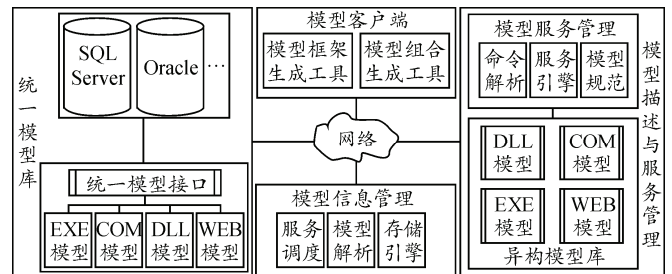 统一模型库
SQL
Server
Oracle
…
统一模型接口
EXE
模型
COM
模型
DLL
模型
WEB
模型
模型客户端
模型框架
生成工具
模型组合
生成工具
网络
模型信息管理
服务
调度
模型
解析
存储
引擎
模型服务管理
命令
解析
服务
引擎
模型
规范
DLL
模型
COM
模型
EXE
模型
WEB
模型
异构模型库
模型描述与服务管理